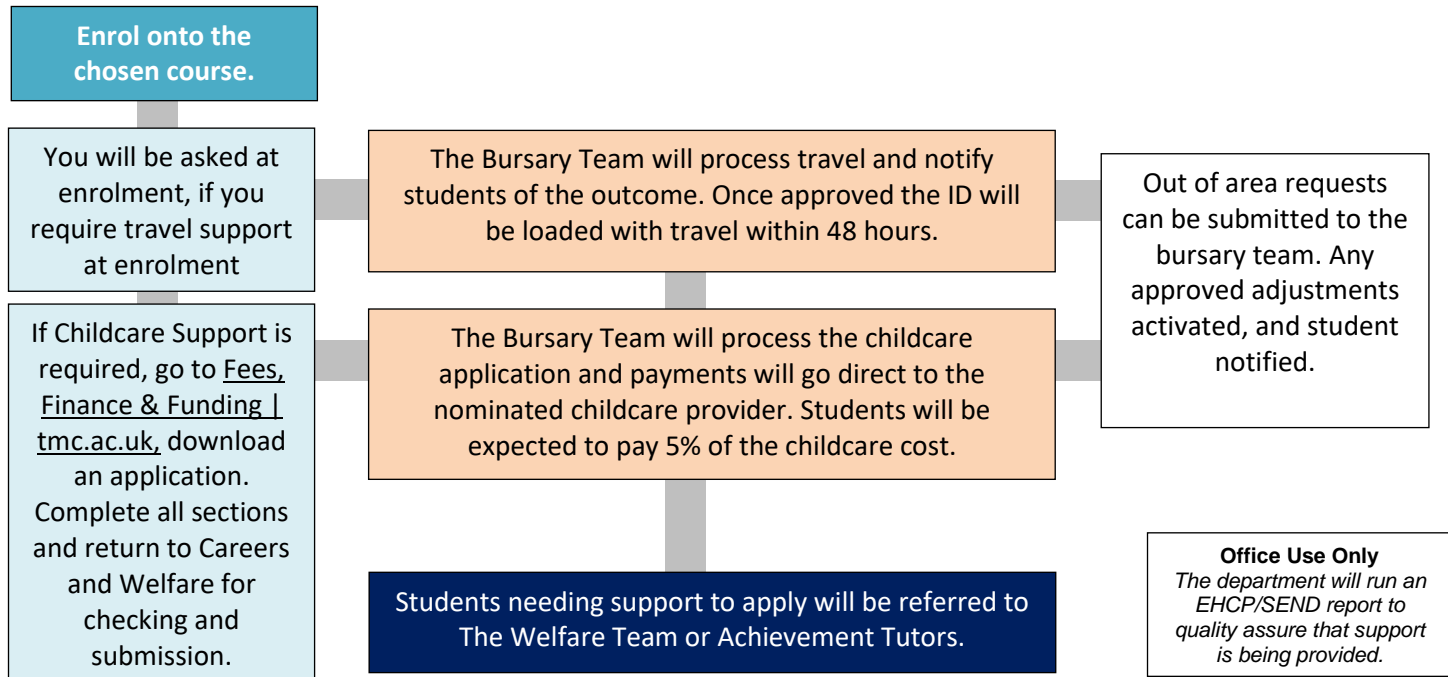 Enrol onto the
chosen course.
You will be asked at
enrolment, if you
require travel support
at enrolment
The Bursary Team will process travel and notify
students of the outcome. Once approved the ID will
be loaded with travel within 48 hours.
Out of area requests
can be submitted to the
bursary team. Any
approved adjustments
activated, and student
notified.
If Childcare Support is
required, go to Fees,
Finance & Funding |
tmc.ac.uk, download
an application.
Complete all sections
and return to Careers
and Welfare for
checking and
submission.
The Bursary Team will process the childcare
application and payments will go direct to the
nominated childcare provider. Students will be
expected to pay 5% of the childcare cost.
Students needing support to apply will be referred to
The Welfare Team or Achievement Tutors.
Office Use Only
The department will run an
EHCP/SEND report to
quality assure that support
is being provided.